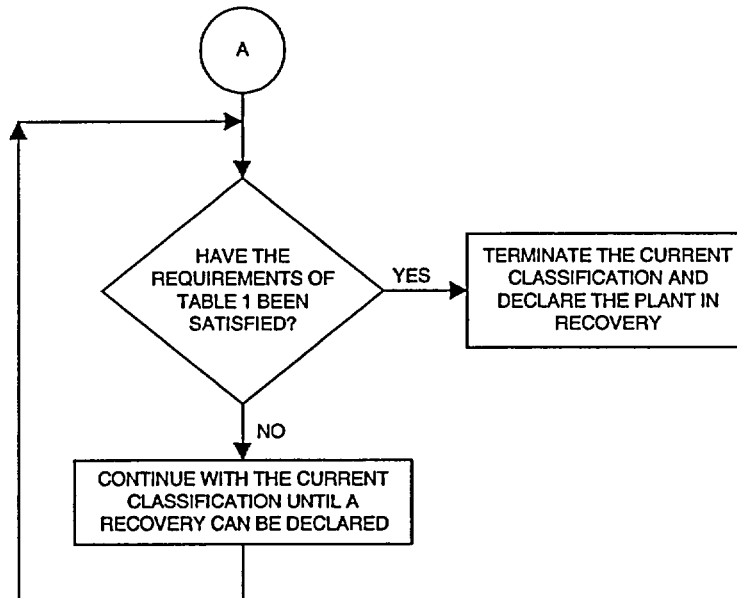 A
HAVE THE
REQUIREMENTS OF
TABLE 1 BEEN
SATISFIED?
YES
TERMINATE THE CURRENT
CLASSIFICATION AND
DECLARE THE PLANT IN
RECOVERY
NO
CONTINUE WITH THE CURRENT
CLASSIFICATION UNTIL A
RECOVERY CAN BE DECLARED